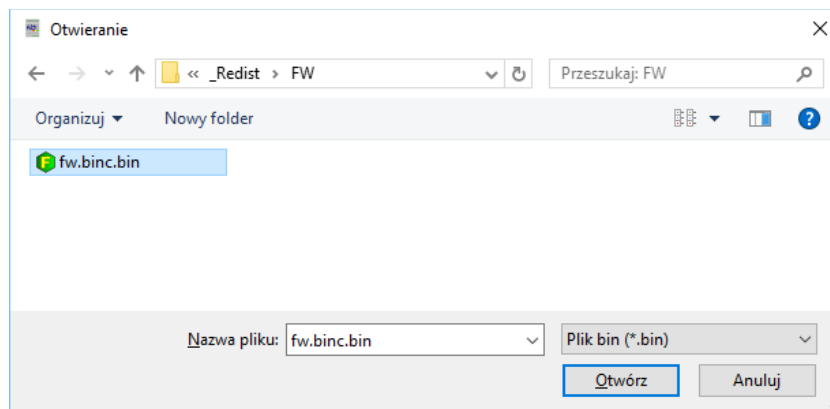 Otwieranie
« _Redist > FW
Przeszukaj: FW
Organizuj
Nowy folder
fw.binc.bin
Nazwa pliku: fw.binc.bin
Plik bin (*.bin)
Otwórz
Anuluj